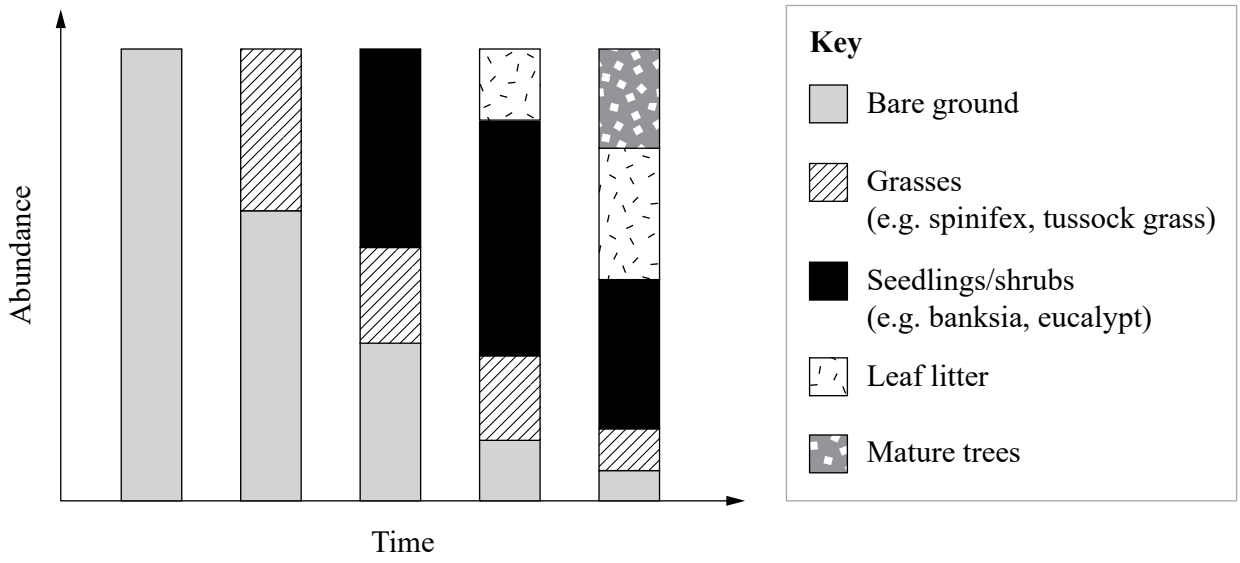 Abundance
Time
Key
Bare ground
Grasses
(e.g. spinifex, tussock grass)
Seedlings/shrubs
(e.g. banksia, eucalypt)
Leaf litter
Mature trees